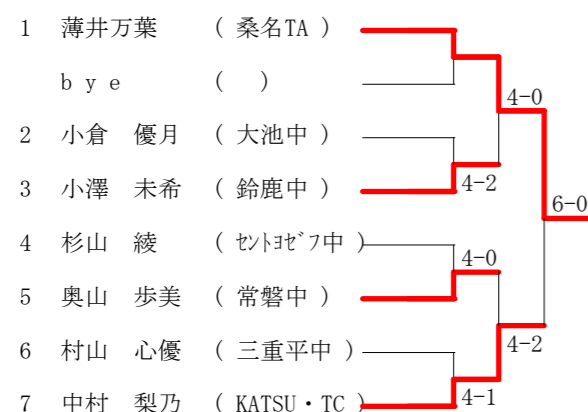 1 薄井万葉 ( 桑名TA )
bye ( )
4-0
2 小倉 優月 ( 大池中 )
3 小澤 未希 ( 鈴鹿中 ) 4-2
6-0
4 杉山 綾 ( ｾﾝﾄﾖｾﾞﾌ中 )
4-0
5 奥山 歩美 ( 常磐中 )
6 村山 心優 ( 三重平中 ) 4-2
7 中村 梨乃 ( KATSU・TC ) 4-1